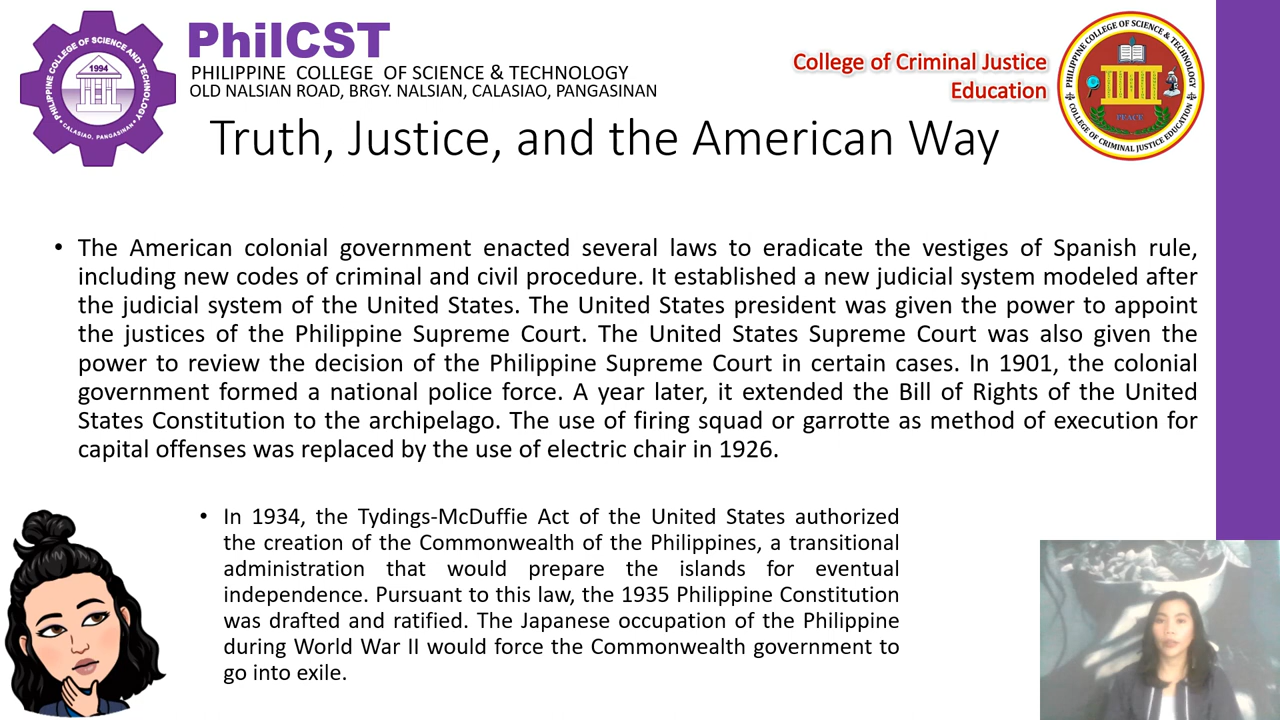 PhilCST
PHILIPPINE COLLEGE OF SCIENCE & TECHNOLOGY
OLD NALSIAN ROAD, BRGY. NALSIAN, CALASIAO, PANGASINAN
PHILIPPINE COLLEGE OF SCIENCE AND TECHNOLOGY
1994
• CALASIAO, PANGASINAN •
College of Criminal Justice
Education
PHILIPPINE COLLEGE OF SCIENCE & TECHNOLOGY
PEACE
COLLEGE OF CRIMINAL JUSTICE EDUCATION
Truth, Justice, and the American Way
• The American colonial government enacted several laws to eradicate the vestiges of Spanish rule,
including new codes of criminal and civil procedure. It established a new judicial system modeled after
the judicial system of the United States. The United States president was given the power to appoint
the justices of the Philippine Supreme Court. The United States Supreme Court was also given the
power to review the decision of the Philippine Supreme Court in certain cases. In 1901, the colonial
government formed a national police force. A year later, it extended the Bill of Rights of the United
States Constitution to the archipelago. The use of firing squad or garrotte as method of execution for
capital offenses was replaced by the use of electric chair in 1926.
• In 1934, the Tydings-McDuffie Act of the United States authorized
the creation of the Commonwealth of the Philippines, a transitional
administration that would prepare the islands for eventual
independence. Pursuant to this law, the 1935 Philippine Constitution
was drafted and ratified. The Japanese occupation of the Philippine
during World War II would force the Commonwealth government to
go into exile.